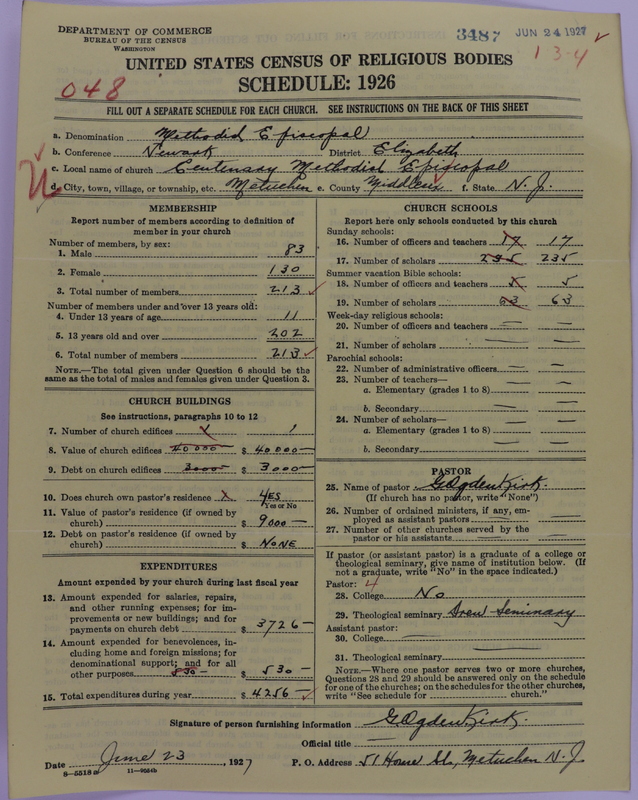 DEPARTMENT OF COMMERCE
BUREAU OF THE CENSUS
WASHINGTON
3487 JUN 24 1927
13-4
UNITED STATES CENSUS OF RELIGIOUS BODIES
SCHEDULE: 1926
048
FILL OUT A SEPARATE SCHEDULE FOR EACH CHURCH. SEE INSTRUCTIONS ON THE BACK OF THIS SHEET
a. Denomination Methodist Episcopal
b. Conference Newark District Elizabeth
c. Local name of church Centenary Methodist Episcopal
d. City, town, village, or township, etc. Metuchen e. County Middlesex f. State N. J.
MEMBERSHIP
Report number of members according to definition of
member in your church
Number of members, by sex:
1. Male 83
2. Female 130
3. Total number of members 213
Number of members under and over 13 years old:
4. Under 13 years of age 11
5. 13 years old and over 202
6. Total number of members 213
NOTE.—The total given under Question 6 should be the
same as the total of males and females given under Question 3.
CHURCH BUILDINGS
See instructions, paragraphs 10 to 12
7. Number of church edifices 1
8. Value of church edifices 40000 $ 40000—
9. Debt on church edifices 3000 $ 3000—
10. Does church own pastor's residence YES
Yes or No
11. Value of pastor's residence (if owned by
church) $ 9000—
12. Debt on pastor's residence (if owned by
church) $ NONE
EXPENDITURES
Amount expended by your church during last fiscal year
13. Amount expended for salaries, repairs,
and other running expenses; for im-
provements or new buildings; and for
payments on church debt $ 3726—
14. Amount expended for benevolences, in-
cluding home and foreign missions; for
denominational support; and for all
other purposes 530— $ 530—
15. Total expenditures during year $ 4256—
CHURCH SCHOOLS
Report here only schools conducted by this church
Sunday schools:
16. Number of officers and teachers 17 17
17. Number of scholars 235 235
Summer vacation Bible schools:
18. Number of officers and teachers 5 5
19. Number of scholars 63 63
Week-day religious schools:
20. Number of officers and teachers — —
21. Number of scholars — —
Parochial schools:
22. Number of administrative officers — —
23. Number of teachers—
a. Elementary (grades 1 to 8) — —
b. Secondary — —
24. Number of scholars—
a. Elementary (grades 1 to 8) — —
b. Secondary — —
PASTOR
25. Name of pastor G Ogden Kirk
(If church has no pastor, write "None")
26. Number of ordained ministers, if any, em-
ployed as assistant pastors — —
27. Number of other churches served by the
pastor or his assistants — —
If pastor (or assistant pastor) is a graduate of a college or
theological seminary, give name of institution below. (If
not a graduate, write "No" in the space indicated.)
Pastor: 4
28. College No
29. Theological seminary Drew Seminary
Assistant pastor:
30. College —
31. Theological seminary —
NOTE.—Where one pastor serves two or more churches,
Questions 28 and 29 should be answered only on the schedule
for one of the churches; on the schedules for the other churches,
write "See schedule for church."
Signature of person furnishing information G Ogden Kirk
Official title —
Date June 23, 1927 P. O. Address 51 Home St, Metuchen N. J.
8-5518a 11-9554b